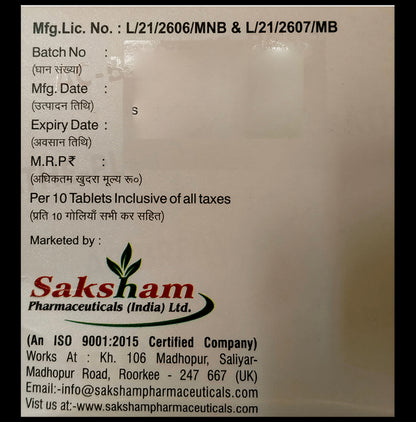 Mfg.Lic. No. : L/21/2606/MNB & L/21/2607/MB
Batch No :
(घान संख्या)
Mfg. Date :
(उत्पादन तिथि)
S
Expiry Date :
(अवसान तिथि)
M.R.P ₹ :
(अधिकतम खुदरा मूल्य रू०)
Per 10 Tablets Inclusive of all taxes
(प्रति 10 गोलियाँ सभी कर सहित)
Marketed by :
Saksham
Pharmaceuticals (India) Ltd.
(An ISO 9001:2015 Certified Company)
Works At : Kh. 106 Madhopur, Saliyar-
Madhopur Road, Roorkee - 247 667 (UK)
Email:-info@sakshampharmaceuticals.com
Vist us at:-www.sakshampharmaceuticals.com